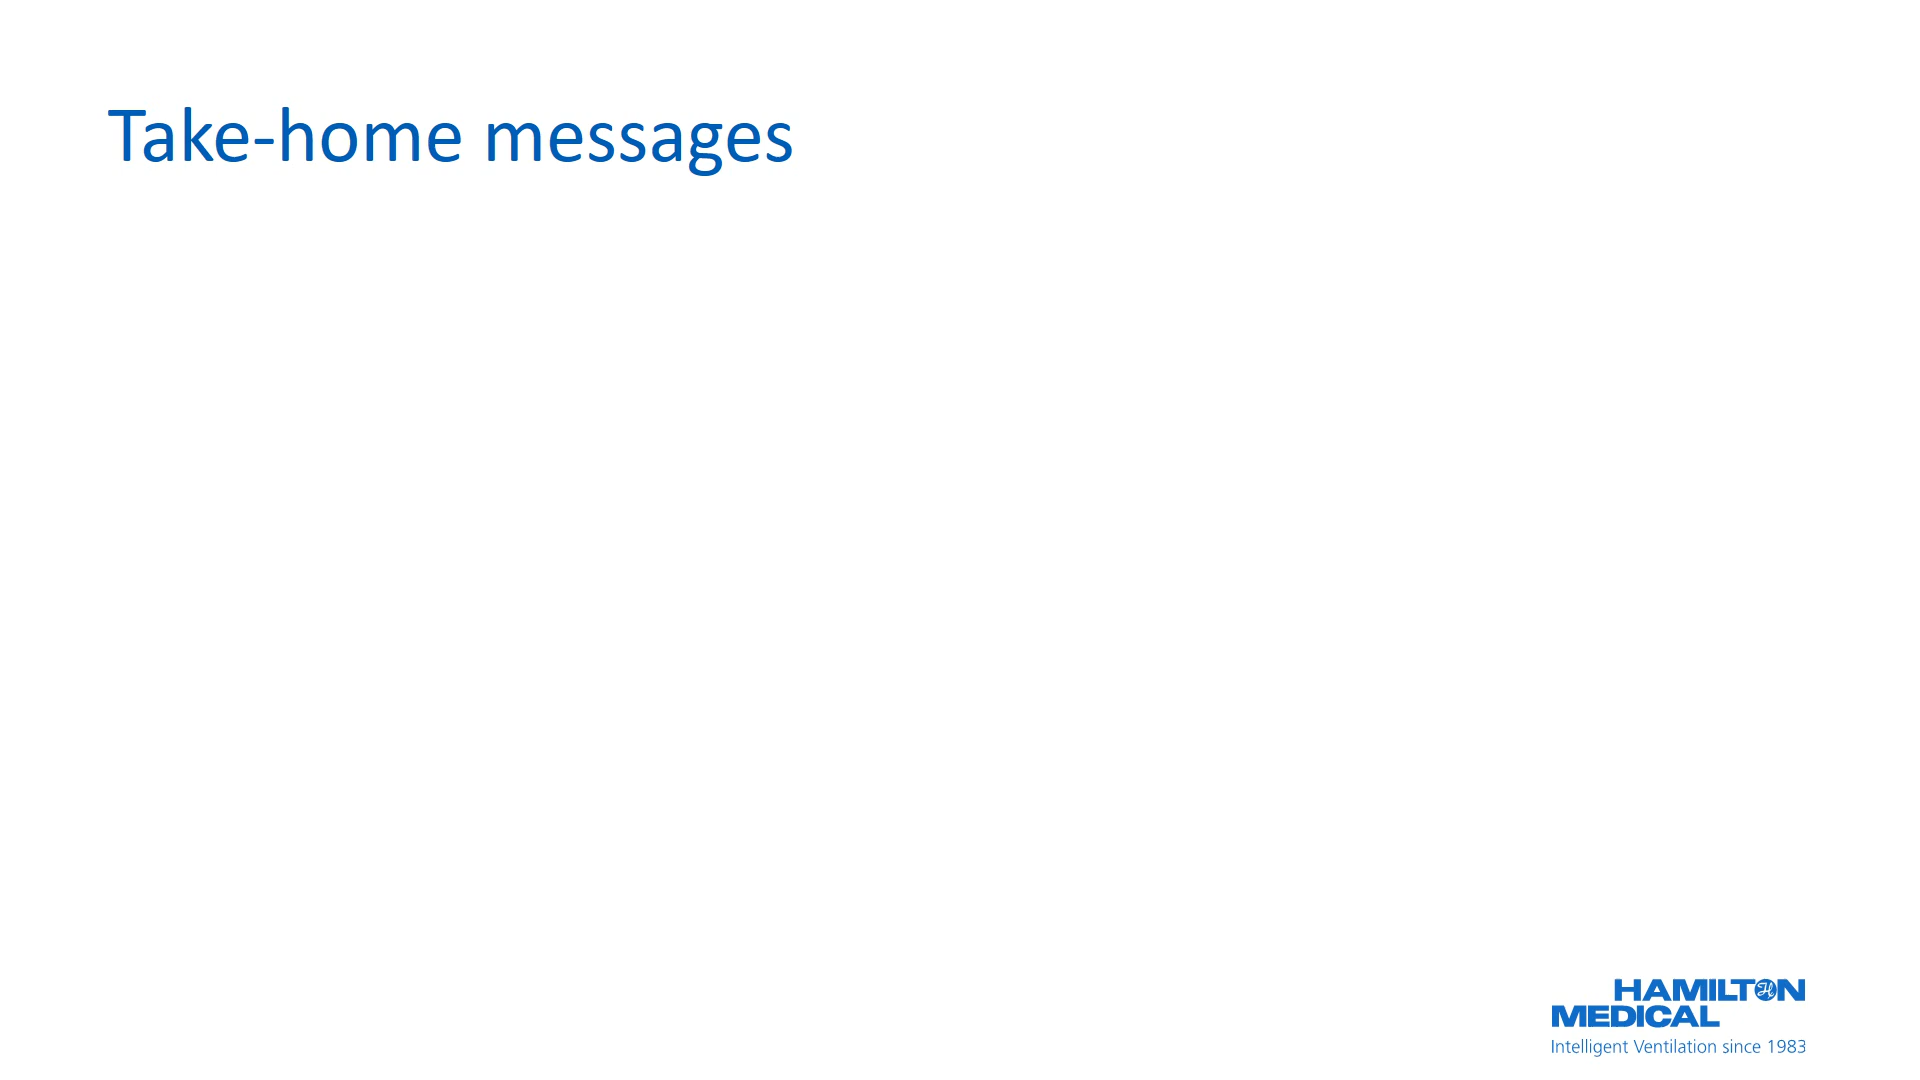 Take-home messages
HAMILTON
MEDICAL
Intelligent Ventilation since 1983